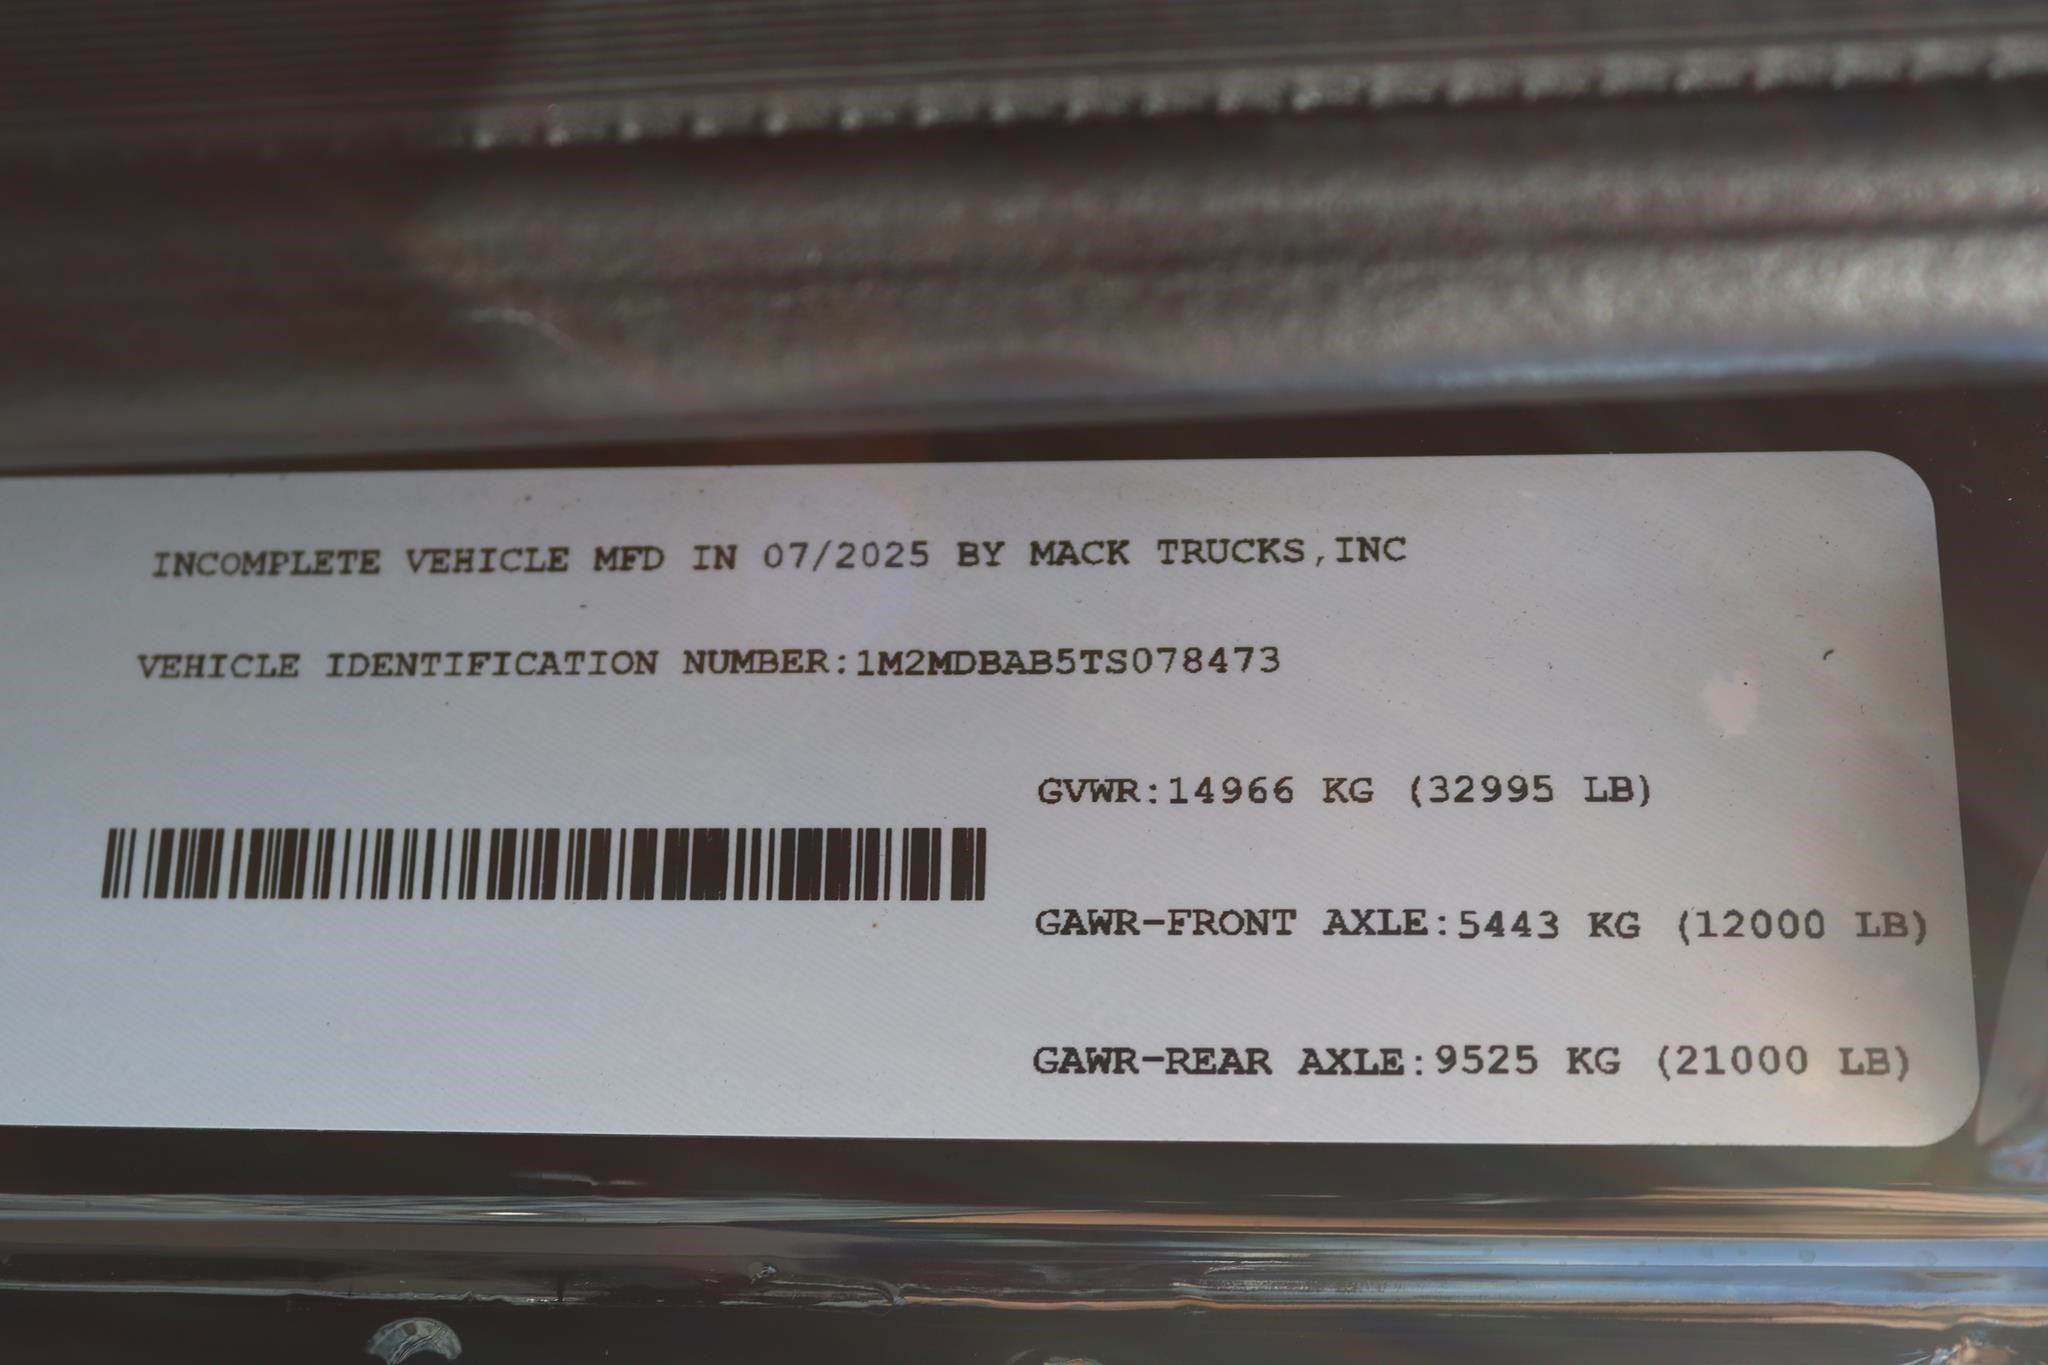 INCOMPLETE VEHICLE MFD IN 07/2025 BY MACK TRUCKS,INC
VEHICLE IDENTIFICATION NUMBER:1M2MDBAB5TS078473
GVWR:14966 KG (32995 LB)
GAWR-FRONT AXLE:5443 KG (12000 LB)
GAWR-REAR AXLE:9525 KG (21000 LB)